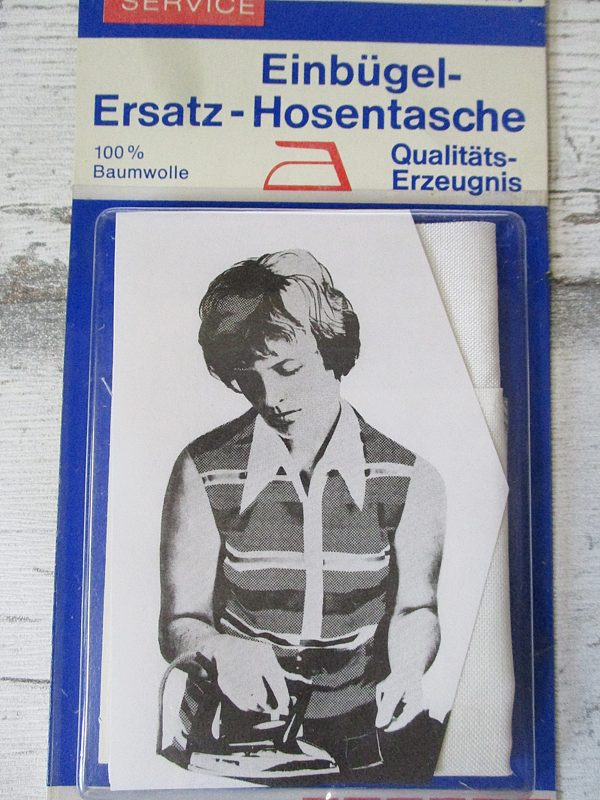 SERVICE
Einbügel-
Ersatz-Hosentasche
100%
Baumwolle
Qualitäts-
Erzeugnis